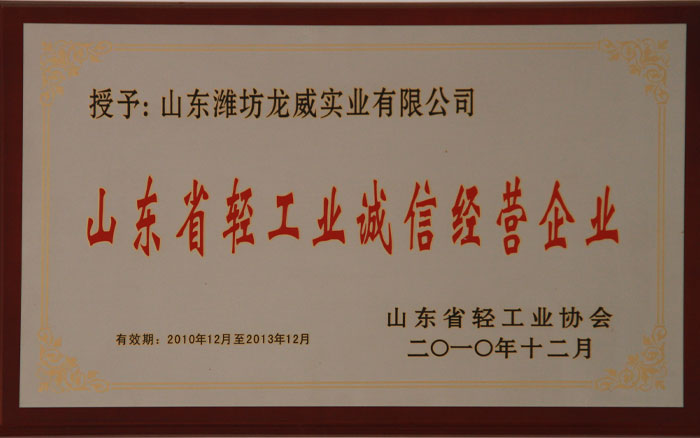 授予: 山东潍坊龙威实业有限公司
山东省轻工业诚信经营企业
山东省轻工业协会
有效期: 2010年12月至2013年12月
二〇一〇年十二月